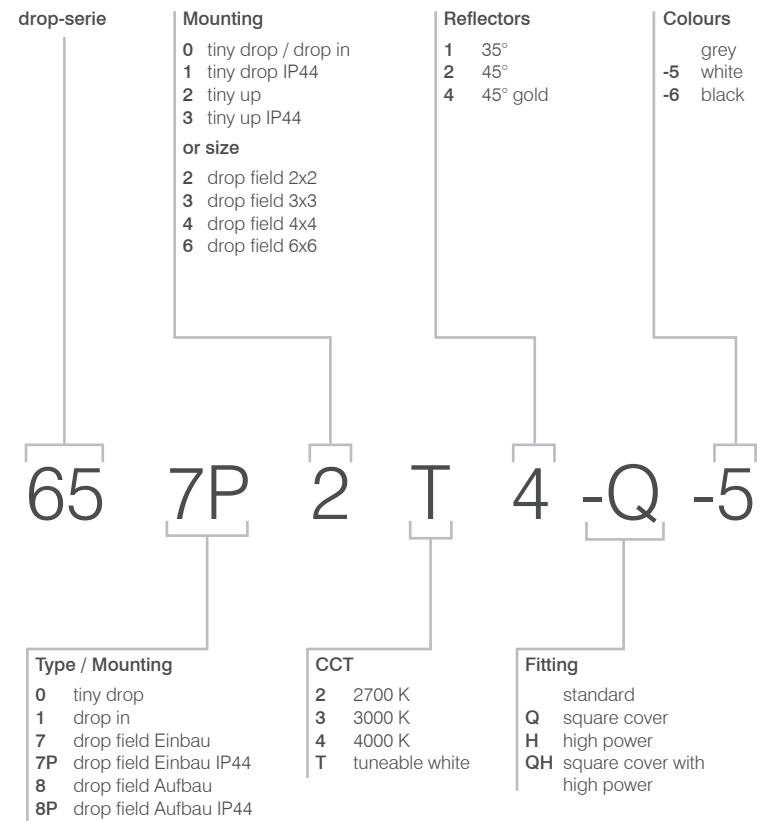 drop-serie
Mounting
0 tiny drop / drop in
1 tiny drop IP44
2 tiny up
3 tiny up IP44
or size
2 drop field 2x2
3 drop field 3x3
4 drop field 4x4
6 drop field 6x6
Reflectors
1 35°
2 45°
4 45° gold
Colours
grey
-5 white
-6 black
65 7P 2 T 4 -Q -5
Type / Mounting
0 tiny drop
1 drop in
7 drop field Einbau
7P drop field Einbau IP44
8 drop field Aufbau
8P drop field Aufbau IP44
CCT
2 2700 K
3 3000 K
4 4000 K
T tuneable white
Fitting
standard
Q square cover
H high power
QH square cover with
high power